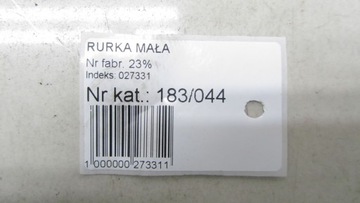 RURKA MAŁA
Nr fabr. 23%
Indeks: 027331
Nr kat.: 183/044
1 000000 273311